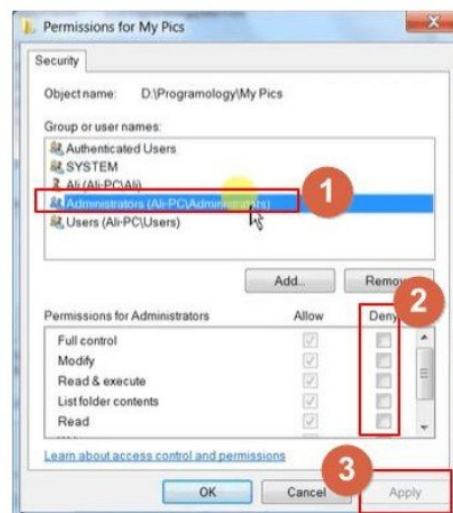 Permissions for My Pics
Security
Object name: D:\Programology\My Pics
Group or user names:
Authenticated Users
SYSTEM
Ali (Ali-PC\Ali)
Administrators (Ali-PC\Administrators)
1
Users (Ali-PC\Users)
Add... Remov
2
Permissions for Administrators Allow Deny
Full control
Modify
Read & execute
List folder contents
Read
Learn about access control and permissions
3
OK Cancel Apply